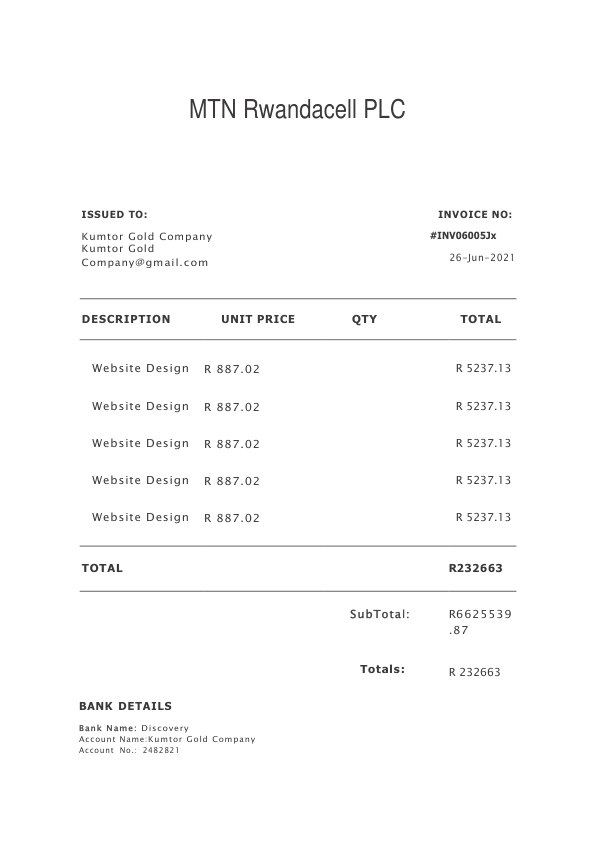 MTN Rwandacell PLC
ISSUED TO: INVOICE NO:
Kumtor Gold Company #INV06005Jx
Kumtor Gold
Company@gmail.com 26-Jun-2021
DESCRIPTION UNIT PRICE QTY TOTAL
Website Design R 887.02 R 5237.13
Website Design R 887.02 R 5237.13
Website Design R 887.02 R 5237.13
Website Design R 887.02 R 5237.13
Website Design R 887.02 R 5237.13
TOTAL R232663
SubTotal: R6625539
.87
Totals: R 232663
BANK DETAILS
Bank Name: Discovery
Account Name:Kumtor Gold Company
Account No.: 2482821